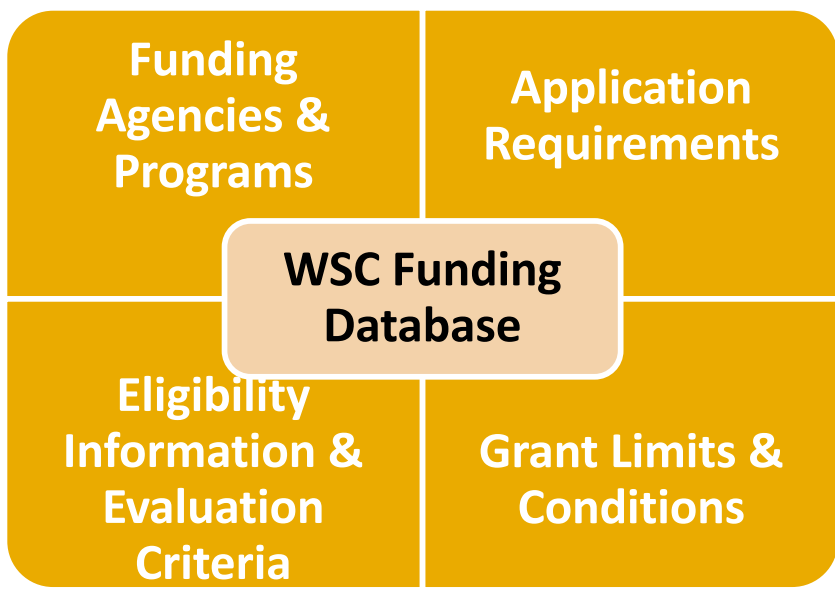 Funding
Agencies &
Programs
Application
Requirements
WSC Funding
Database
Eligibility
Information &
Evaluation
Criteria
Grant Limits &
Conditions